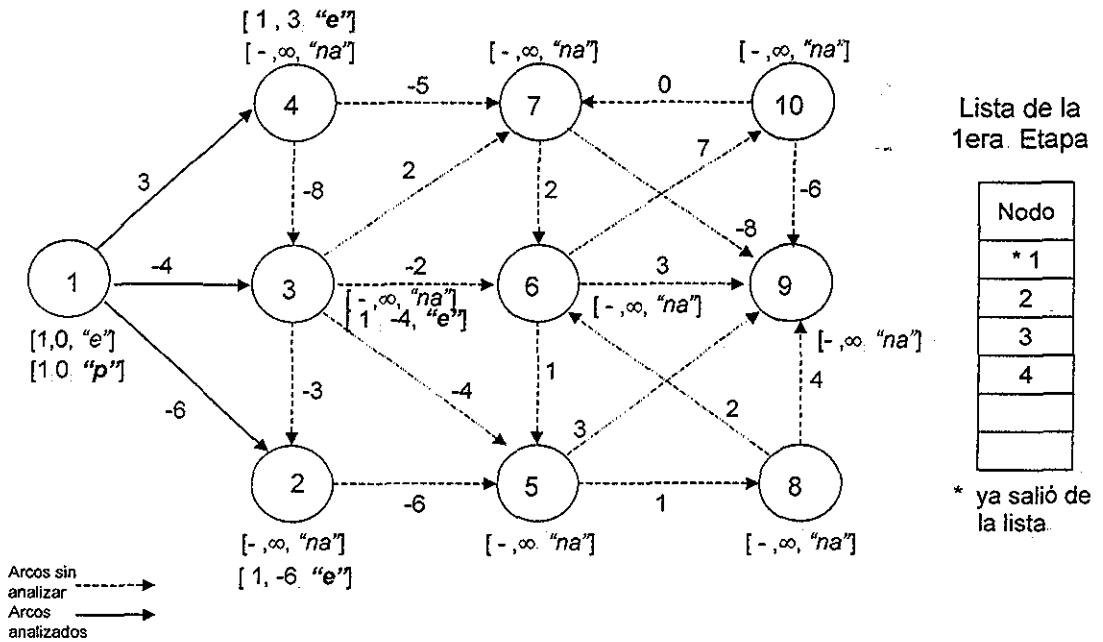 [ 1 , 3 "e"]
[ - ,∞, "na"]
[ - ,∞, "na"]
[ - ,∞, "na"]
4
-5
7
0
10
Lista de la
1era Etapa
3
-8
2
2
7
-8
-6
Nodo
* 1
2
3
4
1
-4
3
-2
6
3
9
[ - ,∞, "na"]
[ 1 , -4, "e"]
[ - ,∞, "na"]
[ - ,∞ "na"]
[1,0, "e"]
[1 0 "p"]
-6
-3
-4
1
3
2
4
2
-6
5
1
8
* ya salió de
la lista
[- ,∞, "na"]
[ 1, -6 "e"]
[ - ,∞ "na"]
[ - ,∞, "na"]
Arcos sin
analizar
Arcos
analizados